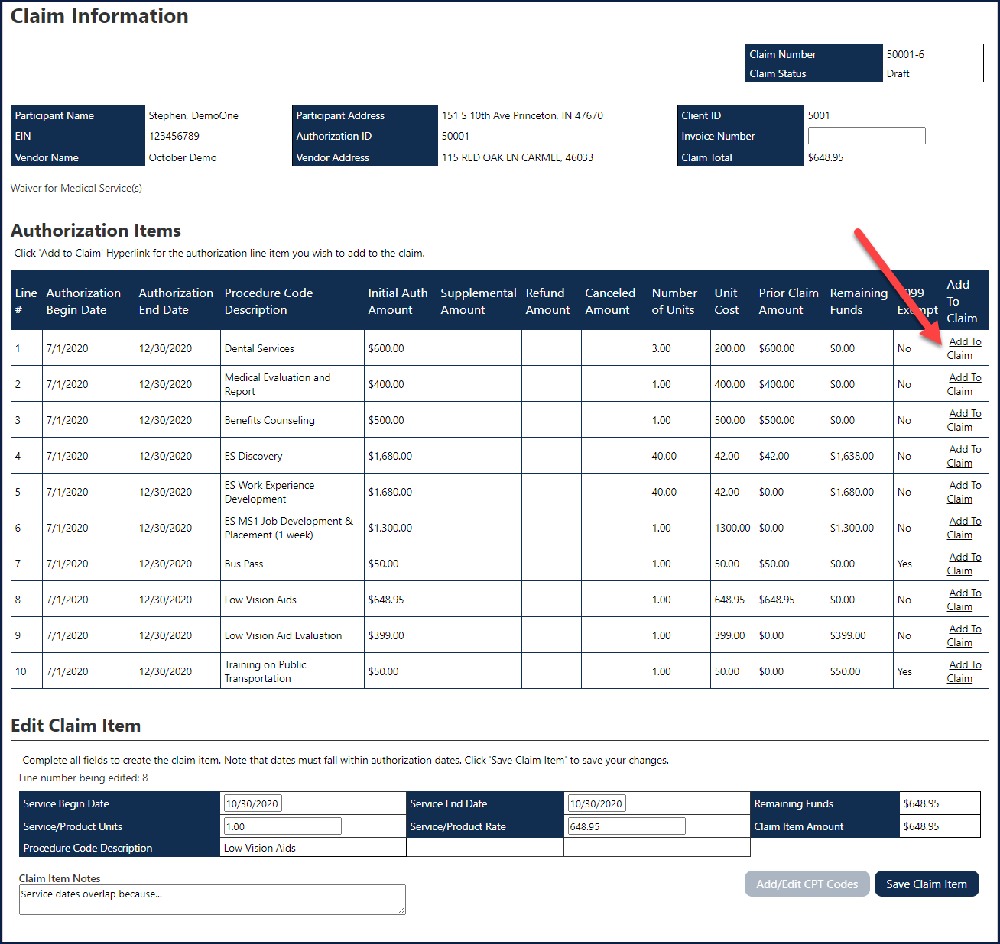 Claim Information
Claim Number 50001-6
Claim Status Draft
Participant Name Stephen, DemoOne Participant Address 151 S 10th Ave Princeton, IN 47670 Client ID 5001
EIN 123456789 Authorization ID 50001 Invoice Number
Vendor Name October Demo Vendor Address 115 RED OAK LN CARMEL, 46033 Claim Total $648.95
Waiver for Medical Service(s)
Authorization Items
Click 'Add to Claim' Hyperlink for the authorization line item you wish to add to the claim.
Line # Authorization Begin Date Authorization End Date Procedure Code Description Initial Auth Amount Supplemental Amount Refund Amount Canceled Amount Number of Units Unit Cost Prior Claim Amount Remaining Funds Add To Claim
1 7/1/2020 12/30/2020 Dental Services $600.00 3.00 200.00 $600.00 $0.00 No Add To Claim
2 7/1/2020 12/30/2020 Medical Evaluation and Report $400.00 1.00 400.00 $400.00 $0.00 No Add To Claim
3 7/1/2020 12/30/2020 Benefits Counseling $500.00 1.00 500.00 $500.00 $0.00 No Add To Claim
4 7/1/2020 12/30/2020 ES Discovery $1,680.00 40.00 42.00 $42.00 $1,638.00 No Add To Claim
5 7/1/2020 12/30/2020 ES Work Experience Development $1,680.00 40.00 42.00 $0.00 $1,680.00 No Add To Claim
6 7/1/2020 12/30/2020 ES MS1 Job Development & Placement (1 week) $1,300.00 1.00 1300.00 $0.00 $1,300.00 No Add To Claim
7 7/1/2020 12/30/2020 Bus Pass $50.00 1.00 50.00 $50.00 $0.00 Yes Add To Claim
8 7/1/2020 12/30/2020 Low Vision Aids $648.95 1.00 648.95 $648.95 $0.00 No Add To Claim
9 7/1/2020 12/30/2020 Low Vision Aid Evaluation $399.00 1.00 399.00 $0.00 $399.00 No Add To Claim
10 7/1/2020 12/30/2020 Training on Public Transportation $50.00 1.00 50.00 $0.00 $50.00 Yes Add To Claim
Edit Claim Item
Complete all fields to create the claim item. Note that dates must fall within authorization dates. Click 'Save Claim Item' to save your changes.
Line number being edited: 8
Service Begin Date 10/30/2020 Service End Date 10/30/2020 Remaining Funds $648.95
Service/Product Units 1.00 Service/Product Rate 648.95 Claim Item Amount $648.95
Procedure Code Description Low Vision Aids
Claim Item Notes
Service dates overlap because...
Add/Edit CPT Codes Save Claim Item